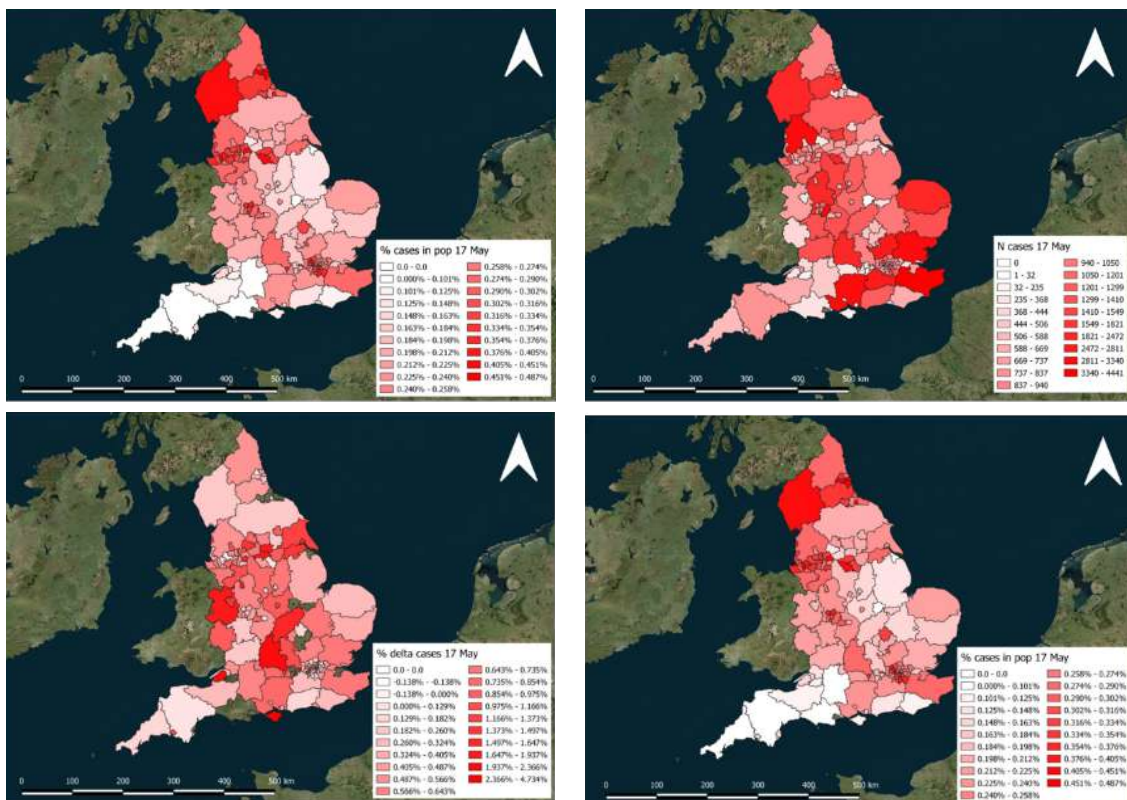 % cases in pop 17 May
0.0 - 0.0
0.000% - 0.101%
0.101% - 0.125%
0.125% - 0.148%
0.148% - 0.163%
0.163% - 0.184%
0.184% - 0.198%
0.198% - 0.212%
0.212% - 0.225%
0.225% - 0.240%
0.240% - 0.258%
0.258% - 0.274%
0.274% - 0.290%
0.290% - 0.302%
0.302% - 0.316%
0.316% - 0.334%
0.334% - 0.354%
0.354% - 0.376%
0.376% - 0.405%
0.405% - 0.451%
0.451% - 0.487%
0 100 200 300 400 500 km
N cases 17 May
0
1 - 32
32 - 235
235 - 368
368 - 444
444 - 506
506 - 588
588 - 669
669 - 737
737 - 837
837 - 940
940 - 1050
1050 - 1201
1201 - 1299
1299 - 1410
1410 - 1549
1549 - 1821
1821 - 2472
2472 - 2811
2811 - 3340
3340 - 4441
0 100 200 300 400 500 km
% delta cases 17 May
0.0 - 0.0
-0.138% - -0.138%
-0.138% - 0.000%
0.000% - 0.129%
0.129% - 0.182%
0.182% - 0.260%
0.260% - 0.324%
0.324% - 0.405%
0.405% - 0.487%
0.487% - 0.566%
0.566% - 0.643%
0.643% - 0.735%
0.735% - 0.854%
0.854% - 0.975%
0.975% - 1.166%
1.166% - 1.373%
1.373% - 1.497%
1.497% - 1.647%
1.647% - 1.937%
1.937% - 2.366%
2.366% - 4.734%
0 100 200 300 400 500 km
% cases in pop 17 May
0.0 - 0.0
0.000% - 0.101%
0.101% - 0.125%
0.125% - 0.148%
0.148% - 0.163%
0.163% - 0.184%
0.184% - 0.198%
0.198% - 0.212%
0.212% - 0.225%
0.225% - 0.240%
0.240% - 0.258%
0.258% - 0.274%
0.274% - 0.290%
0.290% - 0.302%
0.302% - 0.316%
0.316% - 0.334%
0.334% - 0.354%
0.354% - 0.376%
0.376% - 0.405%
0.405% - 0.451%
0.451% - 0.487%
0 100 200 300 400 500 km